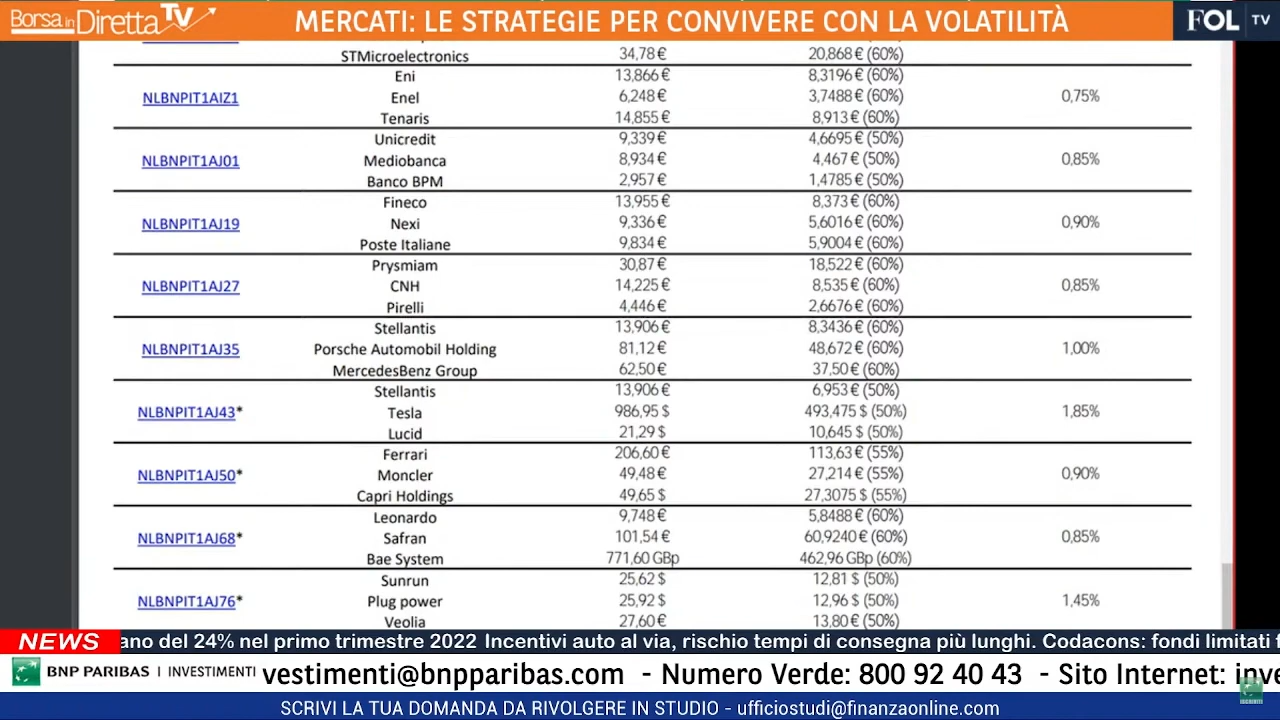 Borsa in Diretta TV MERCATI: LE STRATEGIE PER CONVIVERE CON LA VOLATILITÀ FOL TV
STMicroelectronics 34,78 € 20,868 € (60%)
Eni 13,866 € 8,3196 € (60%)
NLBNPIT1AIZ1 Enel 6,248 € 3,7488 € (60%) 0,75%
Tenaris 14,855 € 8,913 € (60%)
Unicredit 9,339 € 4,6695 € (50%)
NLBNPIT1AJ01 Mediobanca 8,934 € 4,467 € (50%) 0,85%
Banco BPM 2,957 € 1,4785 € (50%)
Fineco 13,955 € 8,373 € (60%)
NLBNPIT1AJ19 Nexi 9,336 € 5,6016 € (60%) 0,90%
Poste Italiane 9,834 € 5,9004 € (60%)
Prysmiam 30,87 € 18,522 € (60%)
NLBNPIT1AJ27 CNH 14,225 € 8,535 € (60%) 0,85%
Pirelli 4,446 € 2,6676 € (60%)
Stellantis 13,906 € 8,3436 € (60%)
NLBNPIT1AJ35 Porsche Automobil Holding 81,12 € 48,672 € (60%) 1,00%
MercedesBenz Group 62,50 € 37,50 € (60%)
Stellantis 13,906 € 6,953 € (50%)
NLBNPIT1AJ43* Tesla 986,95 $ 493,475 $ (50%) 1,85%
Lucid 21,29 $ 10,645 $ (50%)
Ferrari 206,60 € 113,63 € (55%)
NLBNPIT1AJ50* Moncler 49,48 € 27,214 € (55%) 0,90%
Capri Holdings 49,65 $ 27,3075 $ (55%)
Leonardo 9,748 € 5,8488 € (60%)
NLBNPIT1AJ68* Safran 101,54 € 60,9240 € (60%) 0,85%
Bae System 771,60 GBp 462,96 GBp (60%)
Sunrun 25,62 $ 12,81 $ (50%)
NLBNPIT1AJ76* Plug power 25,92 $ 12,96 $ (50%) 1,45%
Veolia 27,60 € 13,80 € (50%)
NEWS ano del 24% nel primo trimestre 2022 Incentivi auto al via, rischio tempi di consegna più lunghi. Codacons: fondi limitati f
BNP PARIBAS | INVESTIMENTI vestimenti@bnpparibas.com - Numero Verde: 800 92 40 43 - Sito Internet: inve
SCRIVI LA TUA DOMANDA DA RIVOLGERE IN STUDIO - ufficiostudi@finanzaonline.com